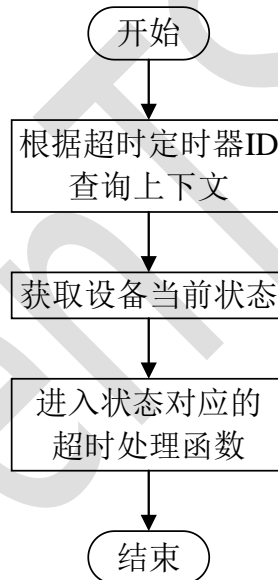 开始
根据超时定时器ID
查询上下文
获取设备当前状态
进入状态对应的
超时处理函数
结束